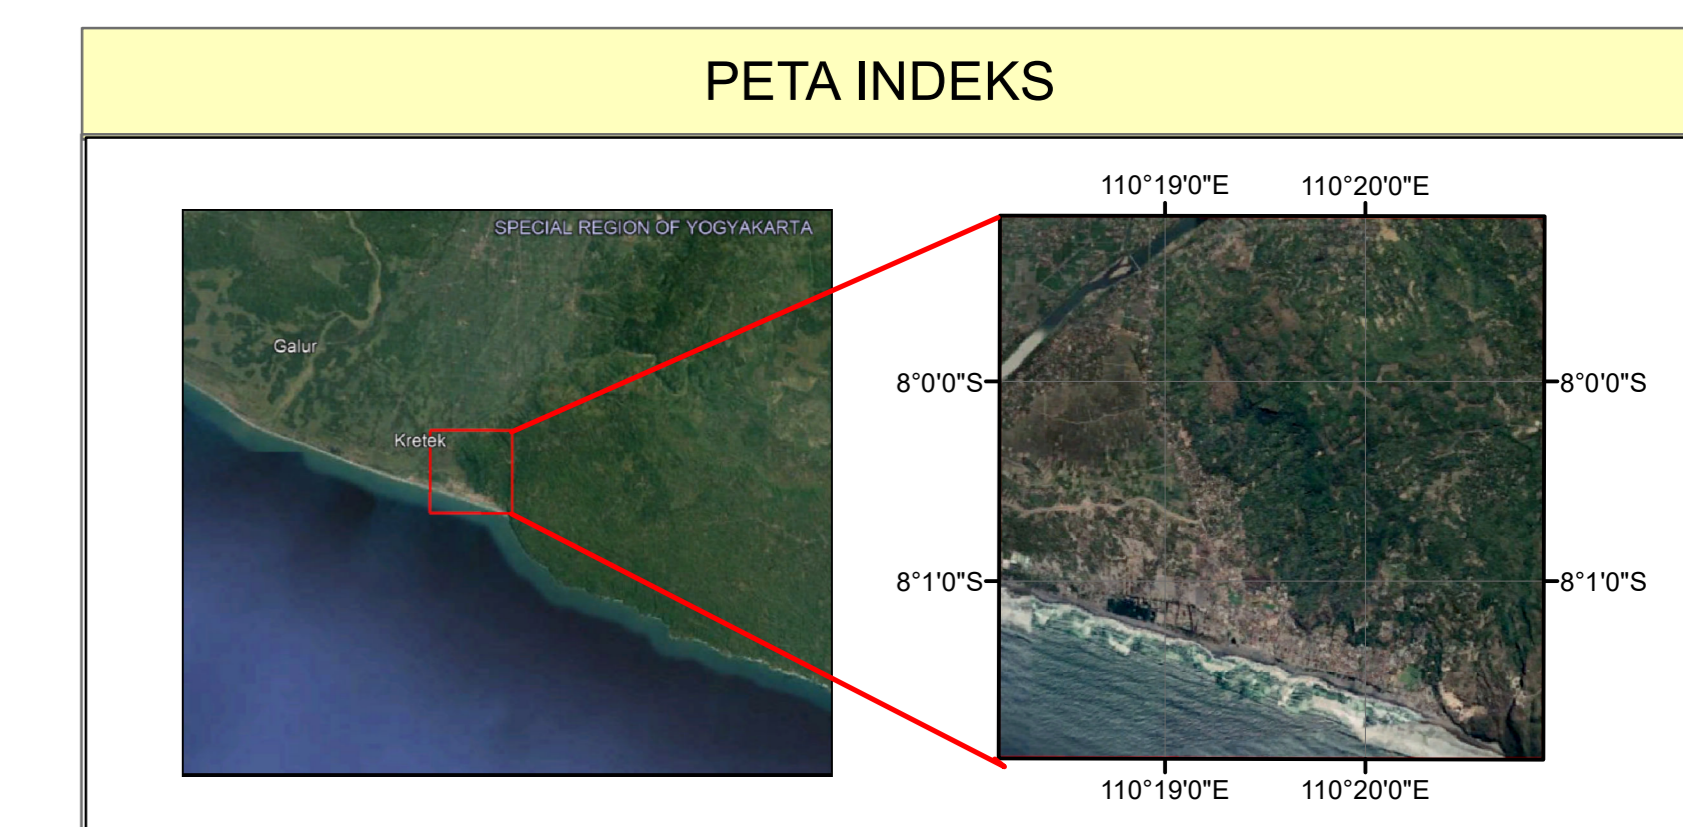 PETA INDEKS
SPECIAL REGION OF YOGYAKARTA
Galur
Kretek
110°19'0"E 110°20'0"E
8°0'0"S 8°0'0"S
8°1'0"S 8°1'0"S
110°19'0"E 110°20'0"E